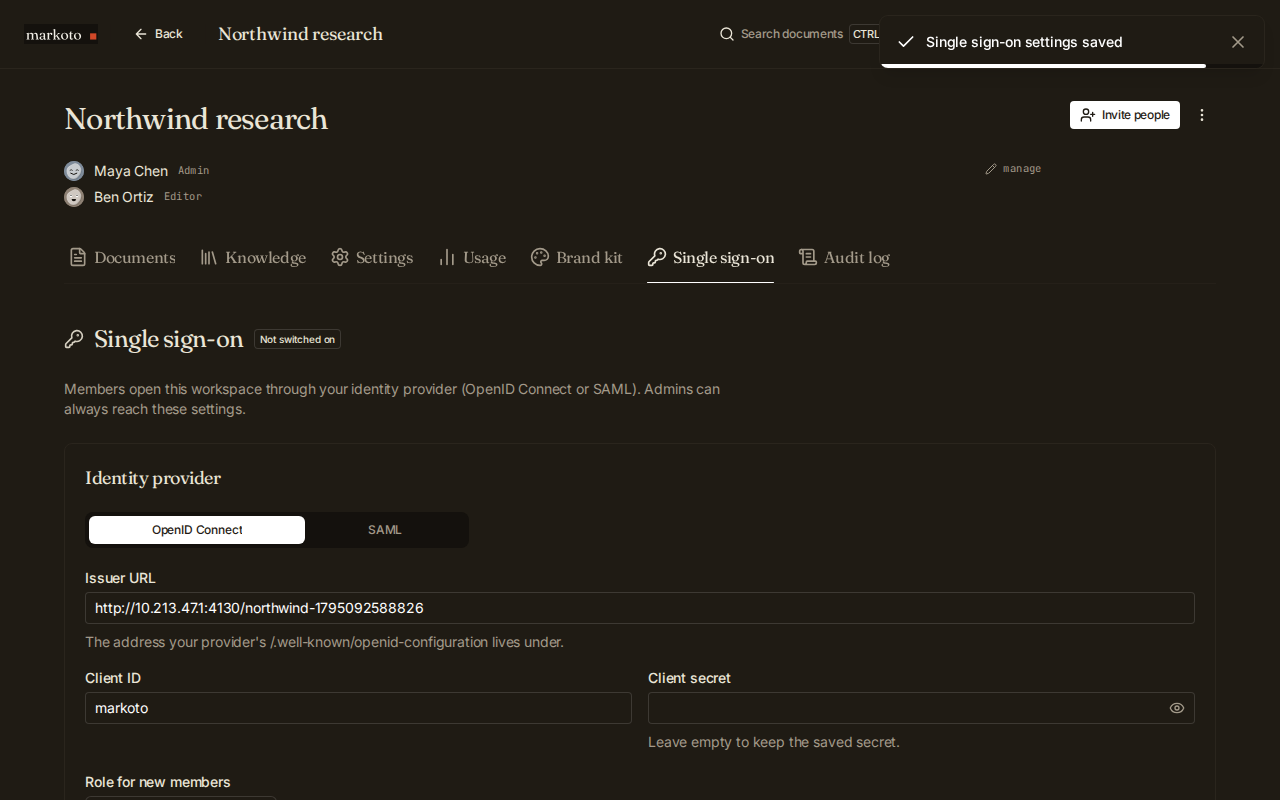 markoto
Back
Northwind research
Search documents
CTRL
Single sign-on settings saved
Northwind research
Invite people
Maya Chen Admin
manage
Ben Ortiz Editor
Documents
Knowledge
Settings
Usage
Brand kit
Single sign-on
Audit log
Single sign-on
Not switched on
Members open this workspace through your identity provider (OpenID Connect or SAML). Admins can
always reach these settings.
Identity provider
OpenID Connect
SAML
Issuer URL
http://10.213.47.1:4130/northwind-1795092588826
The address your provider's /.well-known/openid-configuration lives under.
Client ID
Client secret
markoto
Leave empty to keep the saved secret.
Role for new members